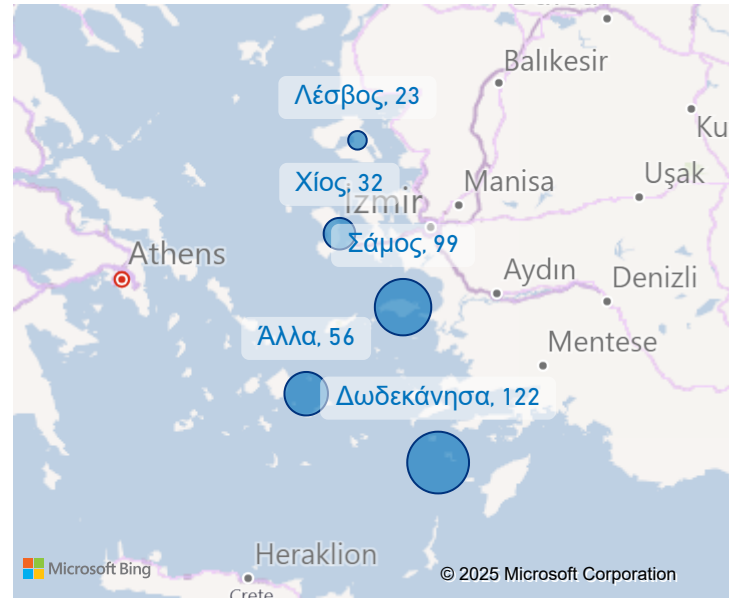 Balıkesir
Λέσβος, 23
Ku
Χίος, 32
Uşak
Manisa
Izmir
Σάμος, 99
Athens
Aydın
Denizli
Άλλα, 56
Mentese
Δωδεκάνησα, 122
Heraklion
Microsoft Bing
© 2025 Microsoft Corporation
Crete